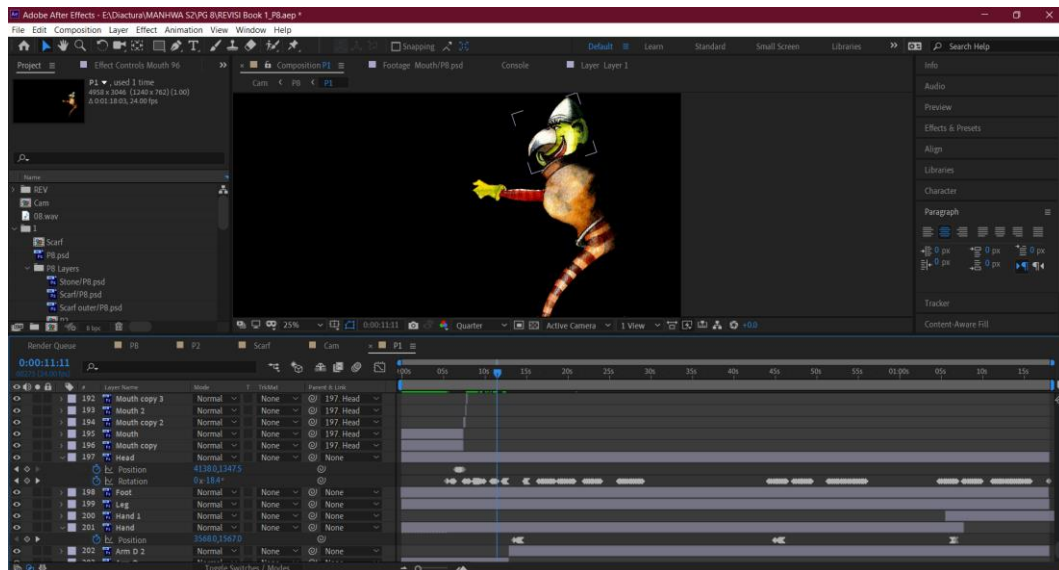 Adobe After Effects - E:\Diactura\MANHWA S2\PG 8\REVISI Book 1_P8.aep *
File Edit Composition Layer Effect Animation View Window Help
Snapping Default Learn Standard Small Screen Libraries Search Help
Project Effect Controls Mouth 96 Composition P1 Footage Mouth/P8.psd Console Layer Layer 1 Info
P1 , used 1 time Cam P8 P1
4958 x 3046 (1240 x 762) (1.00)
Δ 0:01:18:03, 24.00 fps Audio
Preview
Effects & Presets
Align
Name Libraries
REV
Cam Character
08.wav Paragraph
1
Scarf
P8.psd
P8 Layers 0 px 0 px 0 px
Stone/P8.psd 0 px 0 px
Scarf/P8.psd
Scarf outer/P8.psd Tracker
8 bpc 25% 0:00:11:11 Quarter Active Camera 1 View +0.0 Content-Aware Fill
Render Queue P8 P2 Scarf Cam P1
0:00:11:11
:00s 05s 10s 15s 20s 25s 30s 35s 40s 45s 50s 55s 01:00s 05s 10s 15s
# Layer Name Mode T TrkMat Parent & Link
192 Mouth copy 3 Normal None 197. Head
193 Mouth 2 Normal None 197. Head
194 Mouth copy 2 Normal None 197. Head
195 Mouth Normal None 197. Head
196 Mouth copy Normal None 197. Head
197 Head Normal None None
Position 4138.0,1347.5
Rotation 0x-18.4°
198 Foot Normal None None
199 Leg Normal None None
200 Hand 1 Normal None None
201 Hand Normal None None
Position 3568.0,1567.0
202 Arm D 2 Normal None None
Toggle Switches / Modes